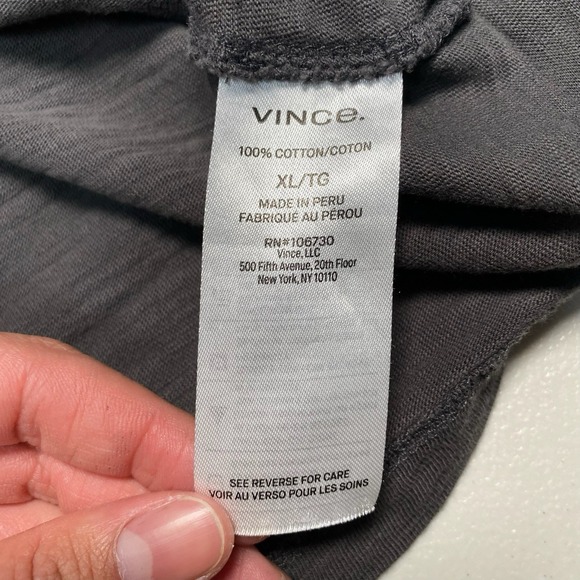 VINCe.
100% COTTON/COTON
XL/TG
MADE IN PERU
FABRIQUÉ AU PÉROU
RN#106730
Vince, LLC
500 Fifth Avenue, 20th Floor
New York, NY 10110
SEE REVERSE FOR CARE
VOIR AU VERSO POUR LES SOINS